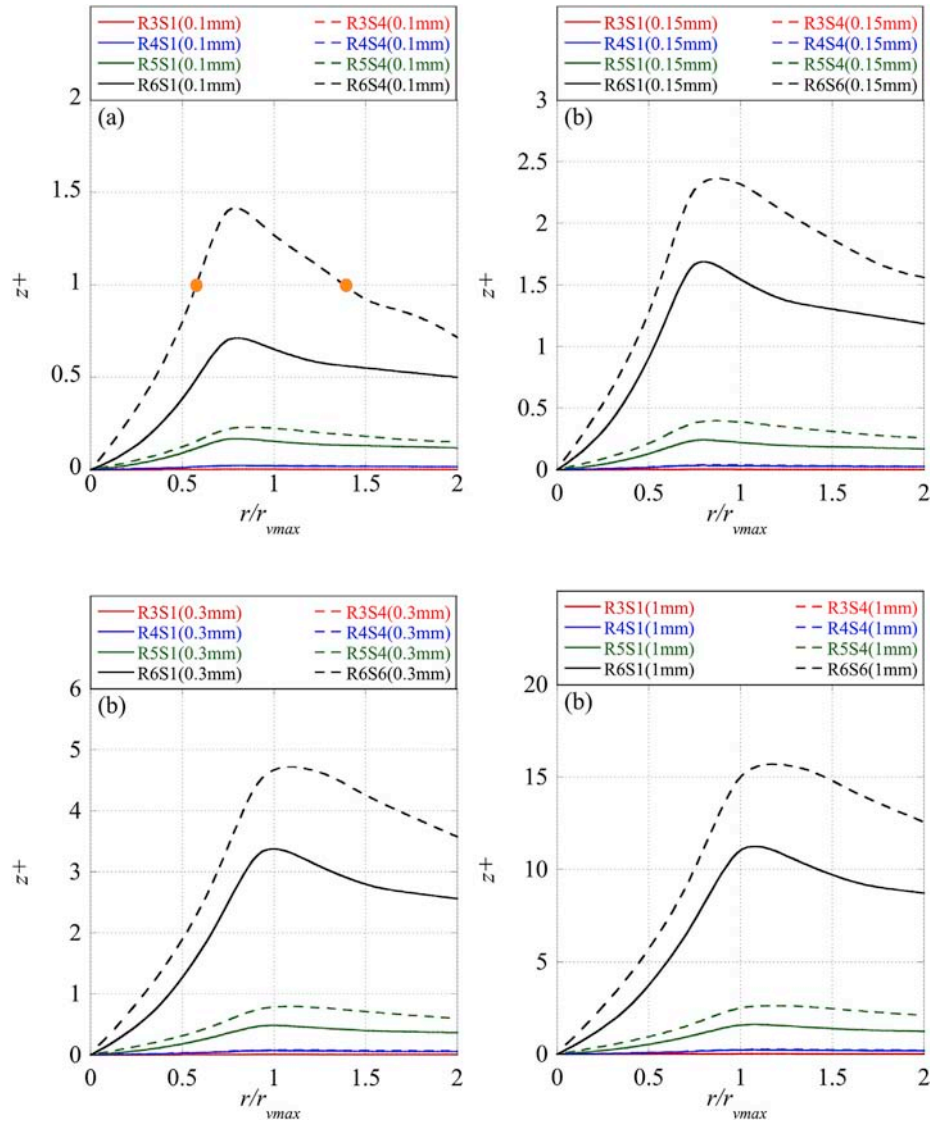 R3S1(0.1mm) R3S4(0.1mm)
R4S1(0.1mm) R4S4(0.1mm)
R5S1(0.1mm) R5S4(0.1mm)
R6S1(0.1mm) R6S4(0.1mm)
2
(a)
1.5
1
z+
0.5
0
0 0.5 1 1.5 2
r/r_vmax
R3S1(0.15mm) R3S4(0.15mm)
R4S1(0.15mm) R4S4(0.15mm)
R5S1(0.15mm) R5S4(0.15mm)
R6S1(0.15mm) R6S6(0.15mm)
3
(b)
2.5
2
z+
1.5
1
0.5
0
0 0.5 1 1.5 2
r/r_vmax
R3S1(0.3mm) R3S4(0.3mm)
R4S1(0.3mm) R4S4(0.3mm)
R5S1(0.3mm) R5S4(0.3mm)
R6S1(0.3mm) R6S6(0.3mm)
6
(b)
5
4
z+
3
2
1
0
0 0.5 1 1.5 2
r/r_vmax
R3S1(1mm) R3S4(1mm)
R4S1(1mm) R4S4(1mm)
R5S1(1mm) R5S4(1mm)
R6S1(1mm) R6S6(1mm)
20
(b)
15
z+
10
5
0
0 0.5 1 1.5 2
r/r_vmax